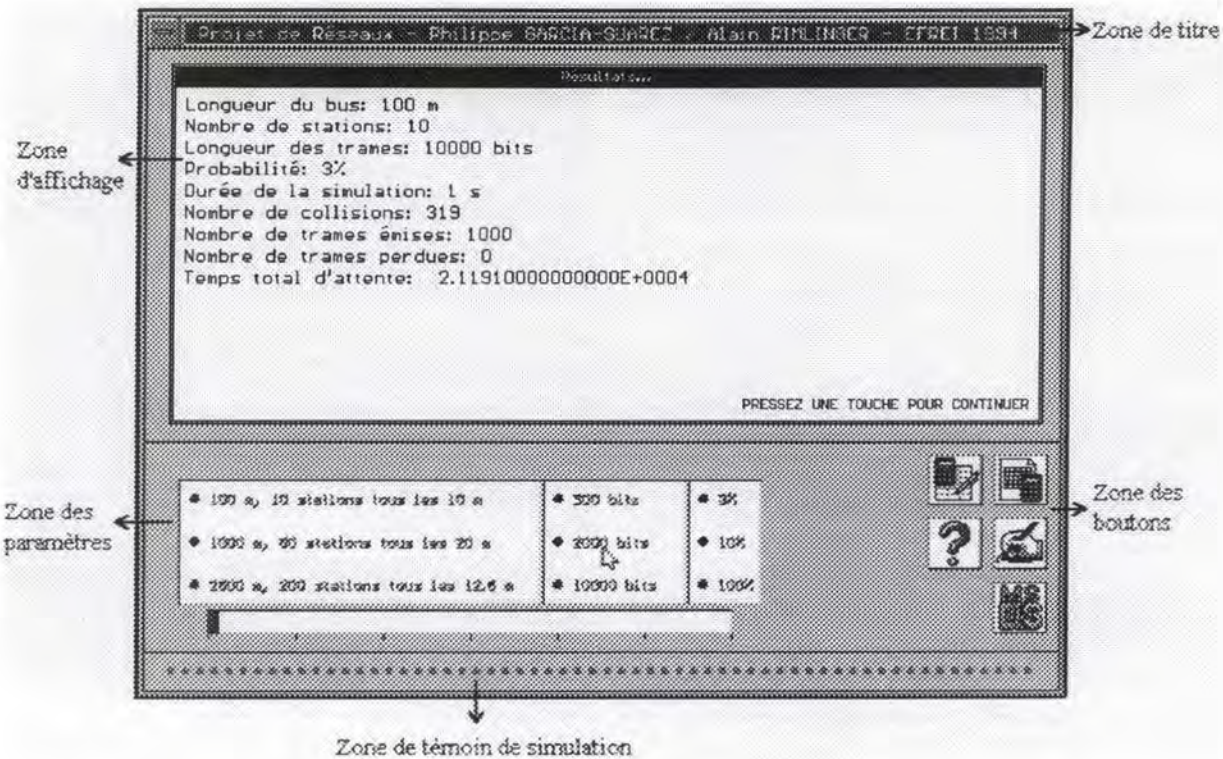 Projet de Réseaux - Philippe GARCIA-SUAREZ / Alain RIMLINGER - EFREI 1994
Zone de titre
Résultats...
Longueur du bus: 100 m
Nombre de stations: 10
Longueur des trames: 10000 bits
Probabilité: 3%
Durée de la simulation: 1 s
Nombre de collisions: 319
Nombre de trames émises: 1000
Nombre de trames perdues: 0
Temps total d'attente: 2.11910000000000E+0004
Zone
d'affichage
PRESSEZ UNE TOUCHE POUR CONTINUER
Zone des
paramètres
100 m, 10 stations tous les 10 m
500 bits
3%
1000 m, 80 stations tous les 20 m
2000 bits
10%
2500 m, 200 stations tous les 12.5 m
10000 bits
100%
?
MS
DOS
Zone des
boutons
Zone de témoin de simulation